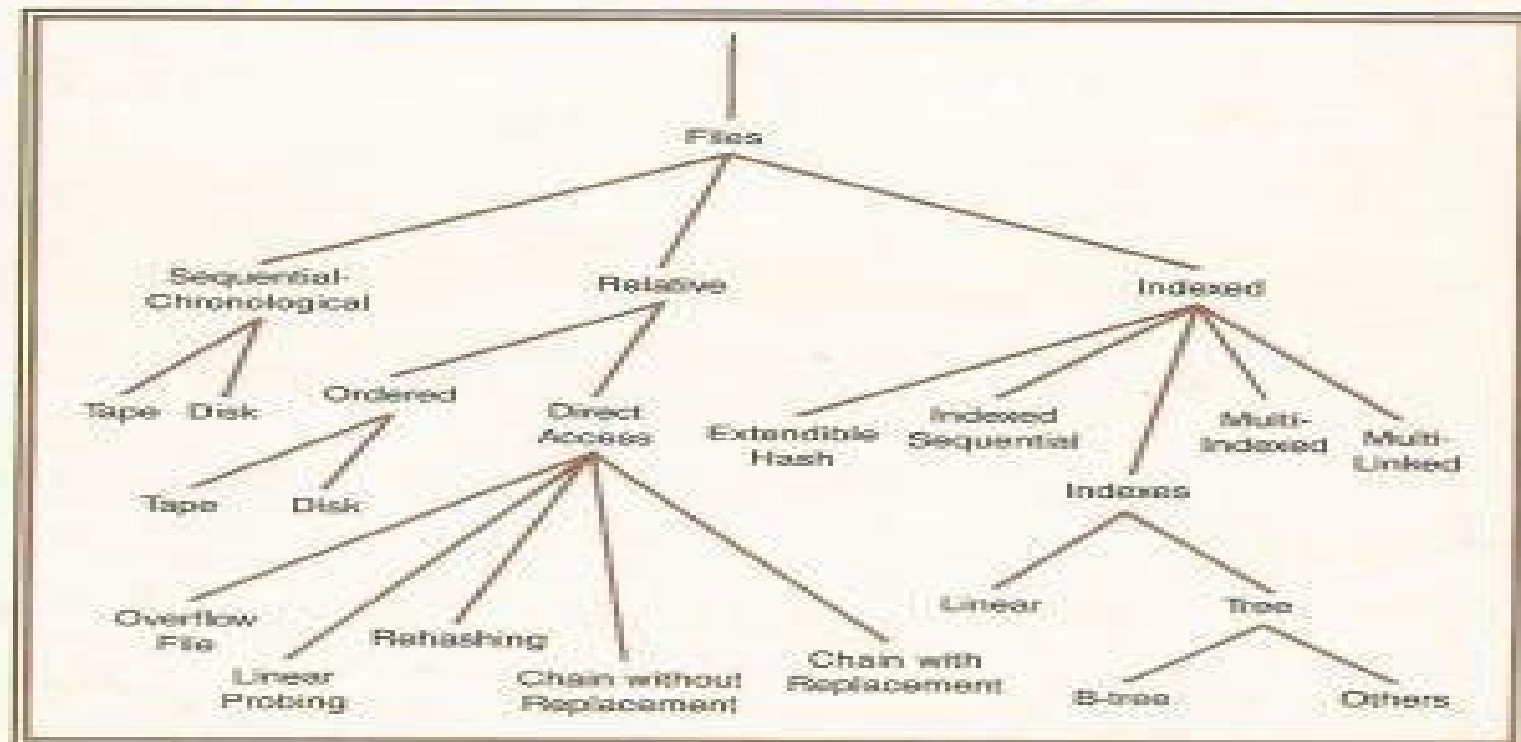 Files
Sequential-
Chronological
Relative
Indexed
Tape
Disk
Ordered
Direct
Access
Extendible
Hash
Indexed
Sequential
Multi-
Indexed
Multi-
Linked
Tape
Disk
Indexes
Overflow
File
Linear
Probing
Rehashing
Chain without
Replacement
Chain with
Replacement
Linear
Tree
B-tree
Others